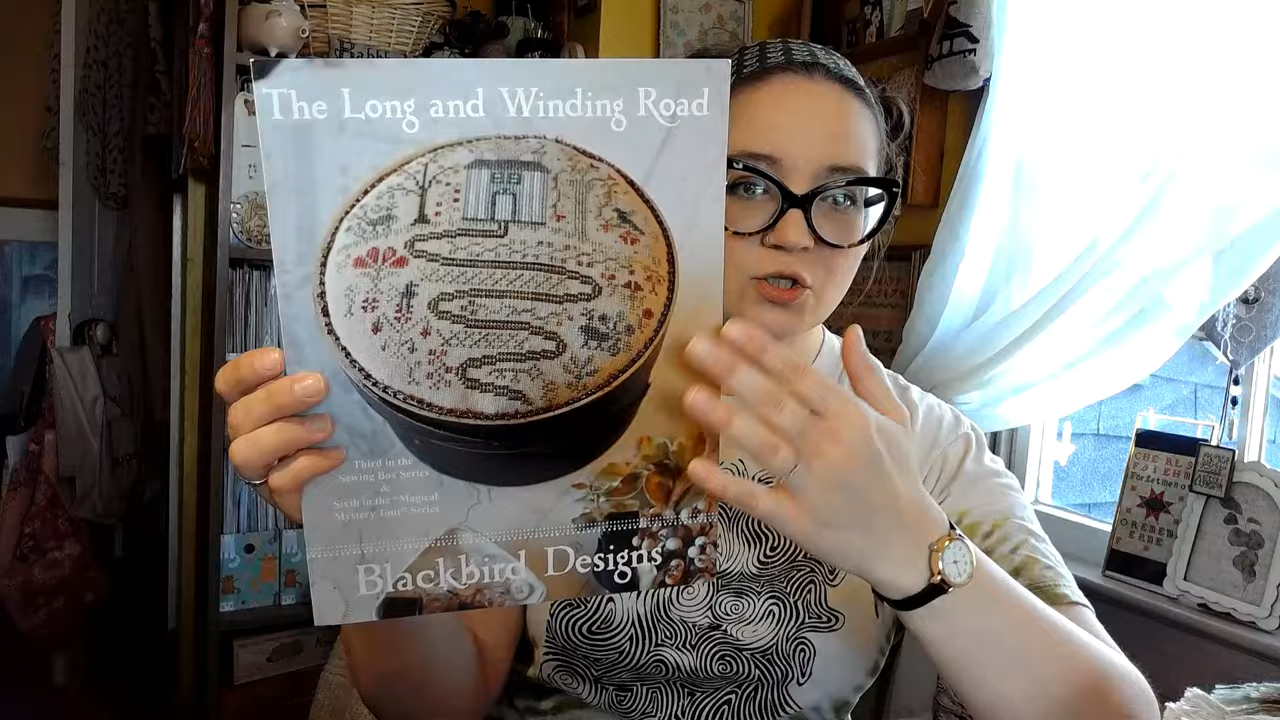 The Long and Winding Road
Third in the
Sewing Box Series
&
Sixth in the "Magical
Mystery Tour" Series
Blackbird Designs